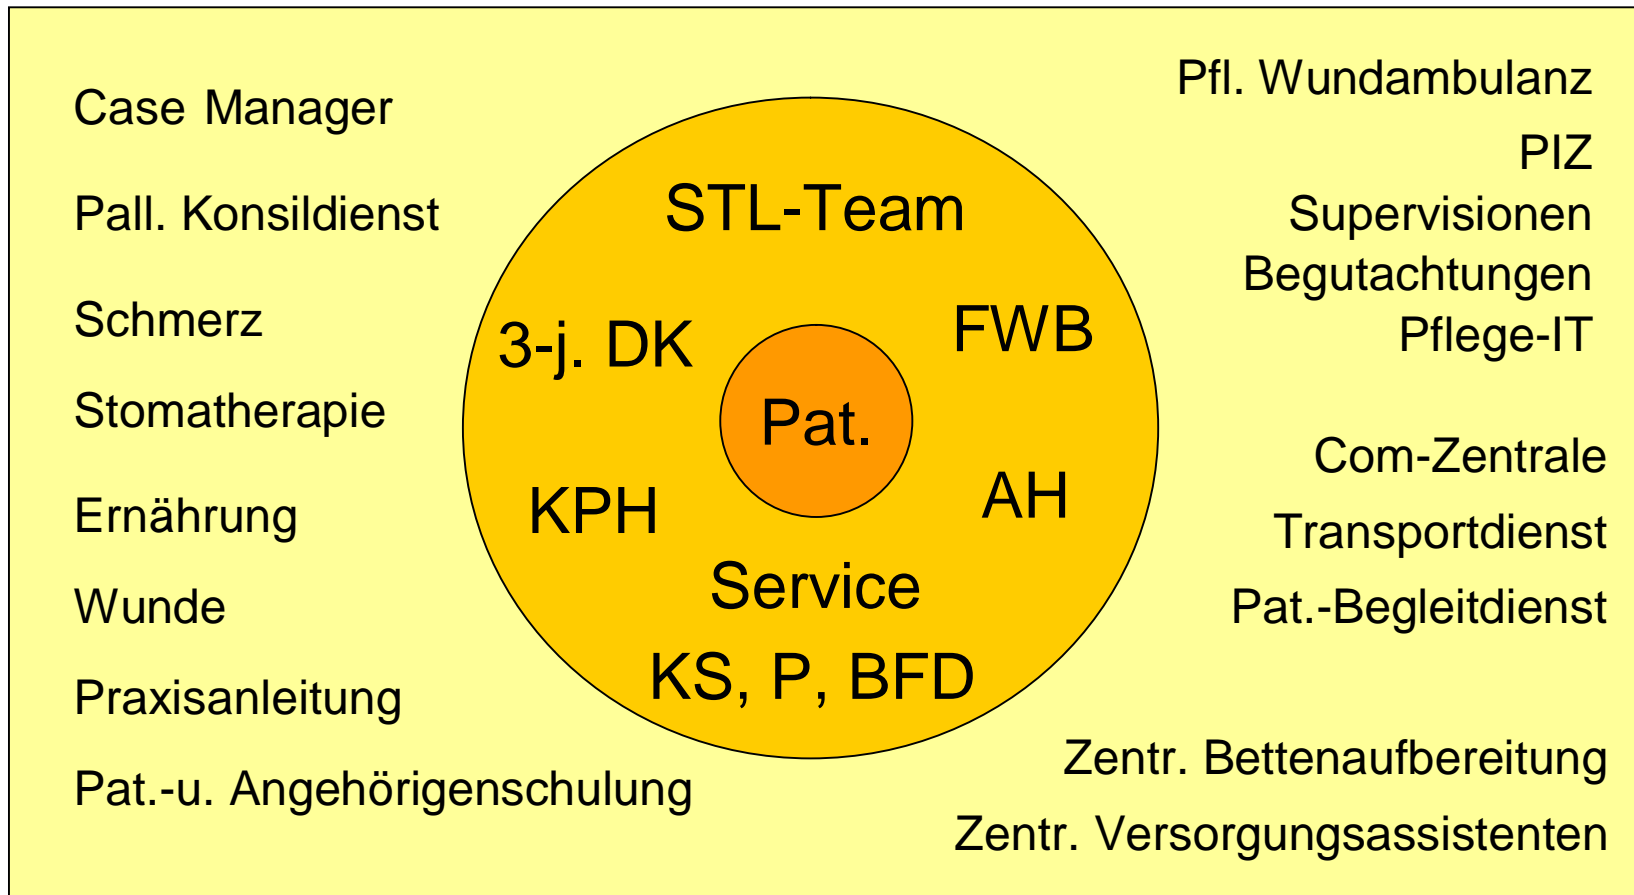 Case Manager
Pall. Konsildienst
Schmerz
Stomatherapie
Ernährung
Wunde
Praxisanleitung
Pat.-u. Angehörigenschulung
STL-Team
3-j. DK
FWB
Pat.
KPH
AH
Service
KS, P, BFD
Pfl. Wundambulanz
PIZ
Supervisionen
Begutachtungen
Pflege-IT
Com-Zentrale
Transportdienst
Pat.-Begleitdienst
Zentr. Bettenaufbereitung
Zentr. Versorgungsassistenten